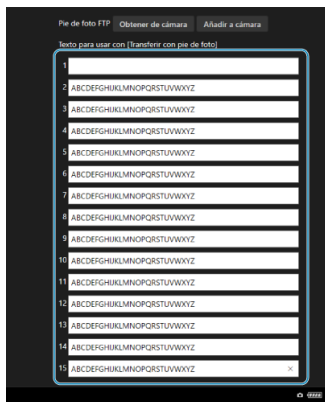 Pie de foto FTP Obtener de cámara Añadir a cámara
Texto para usar con [Transferir con pie de foto]
1
2 ABCDEFGHIJKLMNOPQRSTUVWXYZ
3 ABCDEFGHIJKLMNOPQRSTUVWXYZ
4 ABCDEFGHIJKLMNOPQRSTUVWXYZ
5 ABCDEFGHIJKLMNOPQRSTUVWXYZ
6 ABCDEFGHIJKLMNOPQRSTUVWXYZ
7 ABCDEFGHIJKLMNOPQRSTUVWXYZ
8 ABCDEFGHIJKLMNOPQRSTUVWXYZ
9 ABCDEFGHIJKLMNOPQRSTUVWXYZ
10 ABCDEFGHIJKLMNOPQRSTUVWXYZ
11 ABCDEFGHIJKLMNOPQRSTUVWXYZ
12 ABCDEFGHIJKLMNOPQRSTUVWXYZ
13 ABCDEFGHIJKLMNOPQRSTUVWXYZ
14 ABCDEFGHIJKLMNOPQRSTUVWXYZ
15 ABCDEFGHIJKLMNOPQRSTUVWXYZ